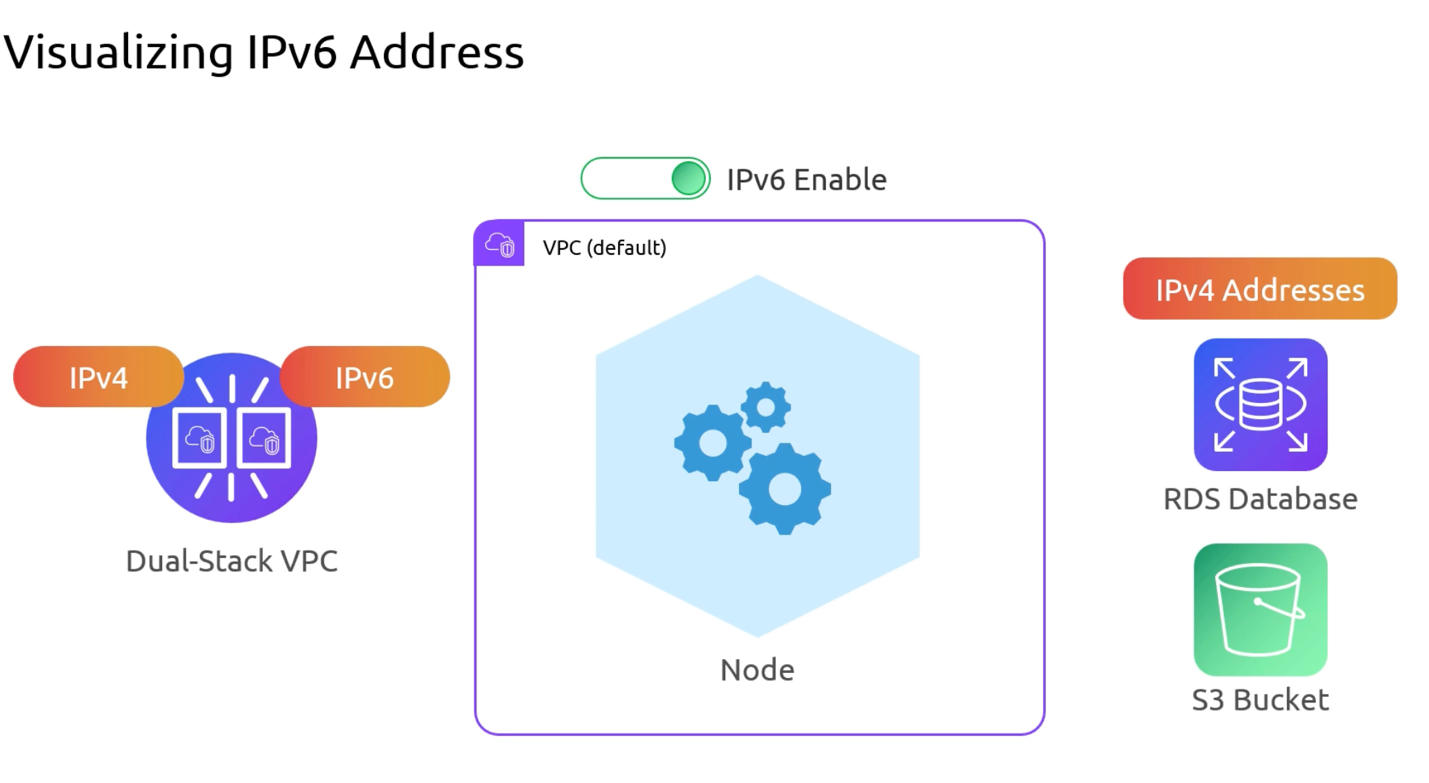 Visualizing IPv6 Address
IPv6 Enable
VPC (default)
IPv4 Addresses
IPv4
IPv6
RDS Database
Dual-Stack VPC
Node
S3 Bucket